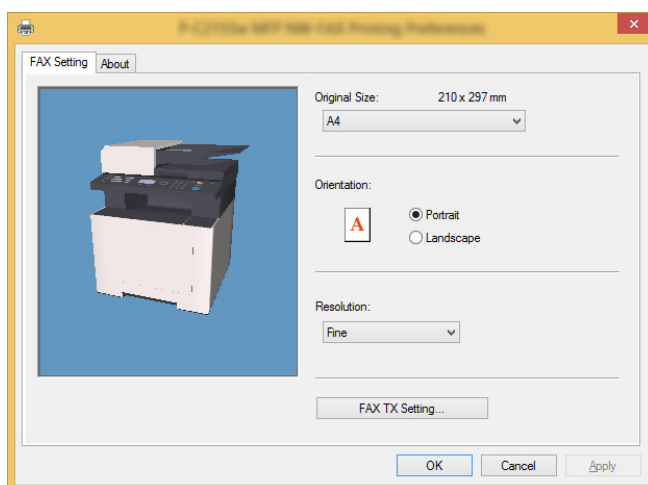 FAX Setting
About
Original Size: 210 x 297 mm
A4
Orientation:
A
Portrait
Landscape
Resolution:
Fine
FAX TX Setting...
OK
Cancel
Apply